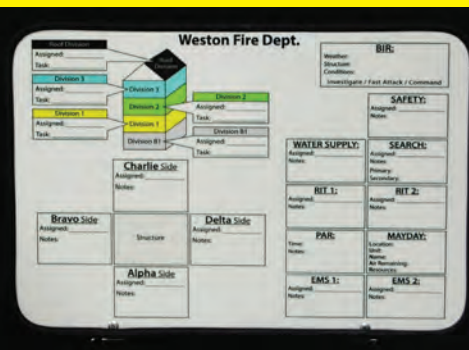 Weston Fire Dept.
Roof Division
Assigned:
Task:
Roof
Division
Division 3
Assigned:
Task:
Division 3
Division 2
Division 2
Assigned:
Task:
Division 1
Assigned:
Task:
Division 1
Division B1
Division B1
Assigned:
Task:
Charlie Side
Assigned:
Notes:
Bravo Side
Assigned:
Notes:
Structure
Delta Side
Assigned:
Notes:
Alpha Side
Assigned:
Notes:
BIR:
Weather:
Structure:
Conditions:
Investigate / Fast Attack / Command
SAFETY:
Assigned:
Notes:
WATER SUPPLY:
Assigned:
Notes:
SEARCH:
Assigned:
Notes:
Primary:
Secondary:
RIT 1:
Assigned:
Notes:
RIT 2:
Assigned:
Notes:
PAR:
Time:
Notes:
MAYDAY:
Location:
Unit:
Name:
Air Remaining:
Resources:
EMS 1:
Assigned:
Notes:
EMS 2:
Assigned:
Notes: